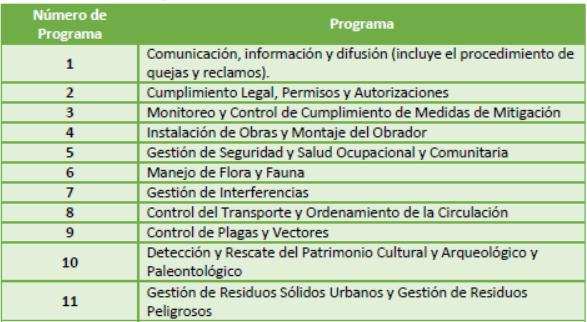 Número de Programa
Programa
1
Comunicación, información y difusión (incluye el procedimiento de
quejas y reclamos).
2
Cumplimiento Legal, Permisos y Autorizaciones
3
Monitoreo y Control de Cumplimiento de Medidas de Mitigación
4
Instalación de Obras y Montaje del Obrador
5
Gestión de Seguridad y Salud Ocupacional y Comunitaria
6
Manejo de Flora y Fauna
7
Gestión de Interferencias
8
Control del Transporte y Ordenamiento de la Circulación
9
Control de Plagas y Vectores
10
Detección y Rescate del Patrimonio Cultural y Arqueológico y
Paleontológico
11
Gestión de Residuos Sólidos Urbanos y Gestión de Residuos
Peligrosos